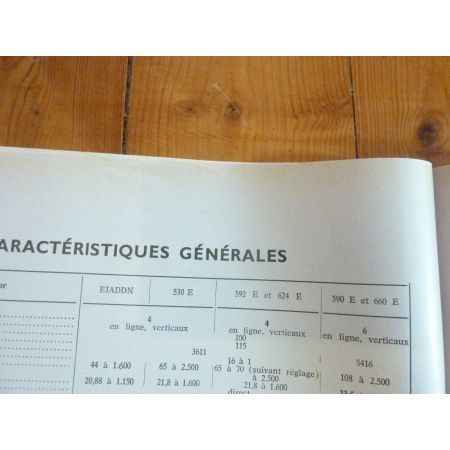 ARACTÉRISTIQUES GÉNÉRALES
ur E1ADDN 530 E 592 E et 624 E 590 E et 660 E
4 4 6
en ligne, verticaux en ligne, verticaux en ligne, verticaux
100
115
3611 5416
16 à 1
44 à 1.600 65 à 2.500 65 à 70 (suivant réglage) 108 à 2.500
à 2.500
20,88 à 1.150 21,8 à 1.600 21,8 à 1.600
direct